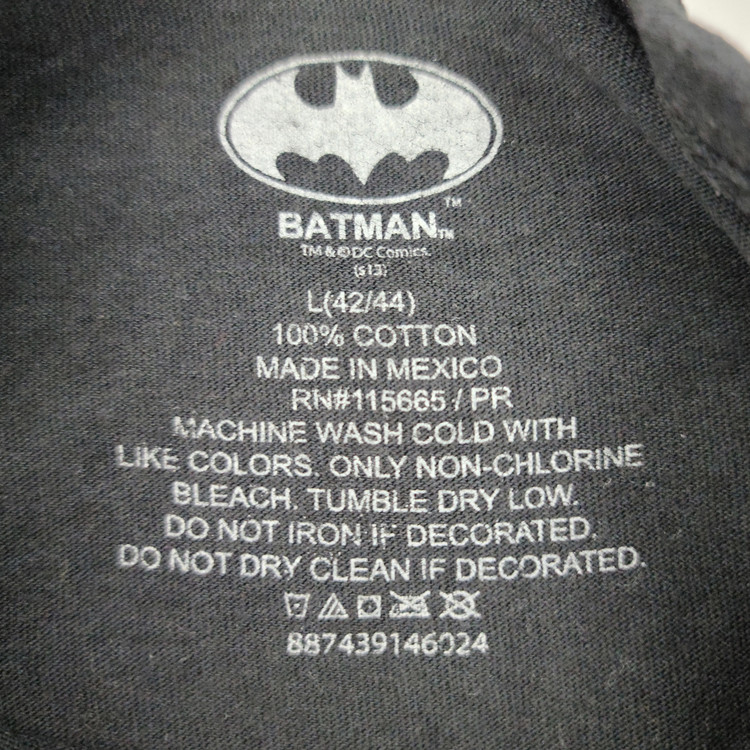 ™
BATMAN™
TM & © DC Comics.
(s13)
L(42/44)
100% COTTON
MADE IN MEXICO
RN#115665 / PR
MACHINE WASH COLD WITH
LIKE COLORS. ONLY NON-CHLORINE
BLEACH. TUMBLE DRY LOW.
DO NOT IRON IF DECORATED.
DO NOT DRY CLEAN IF DECORATED.
887439146024